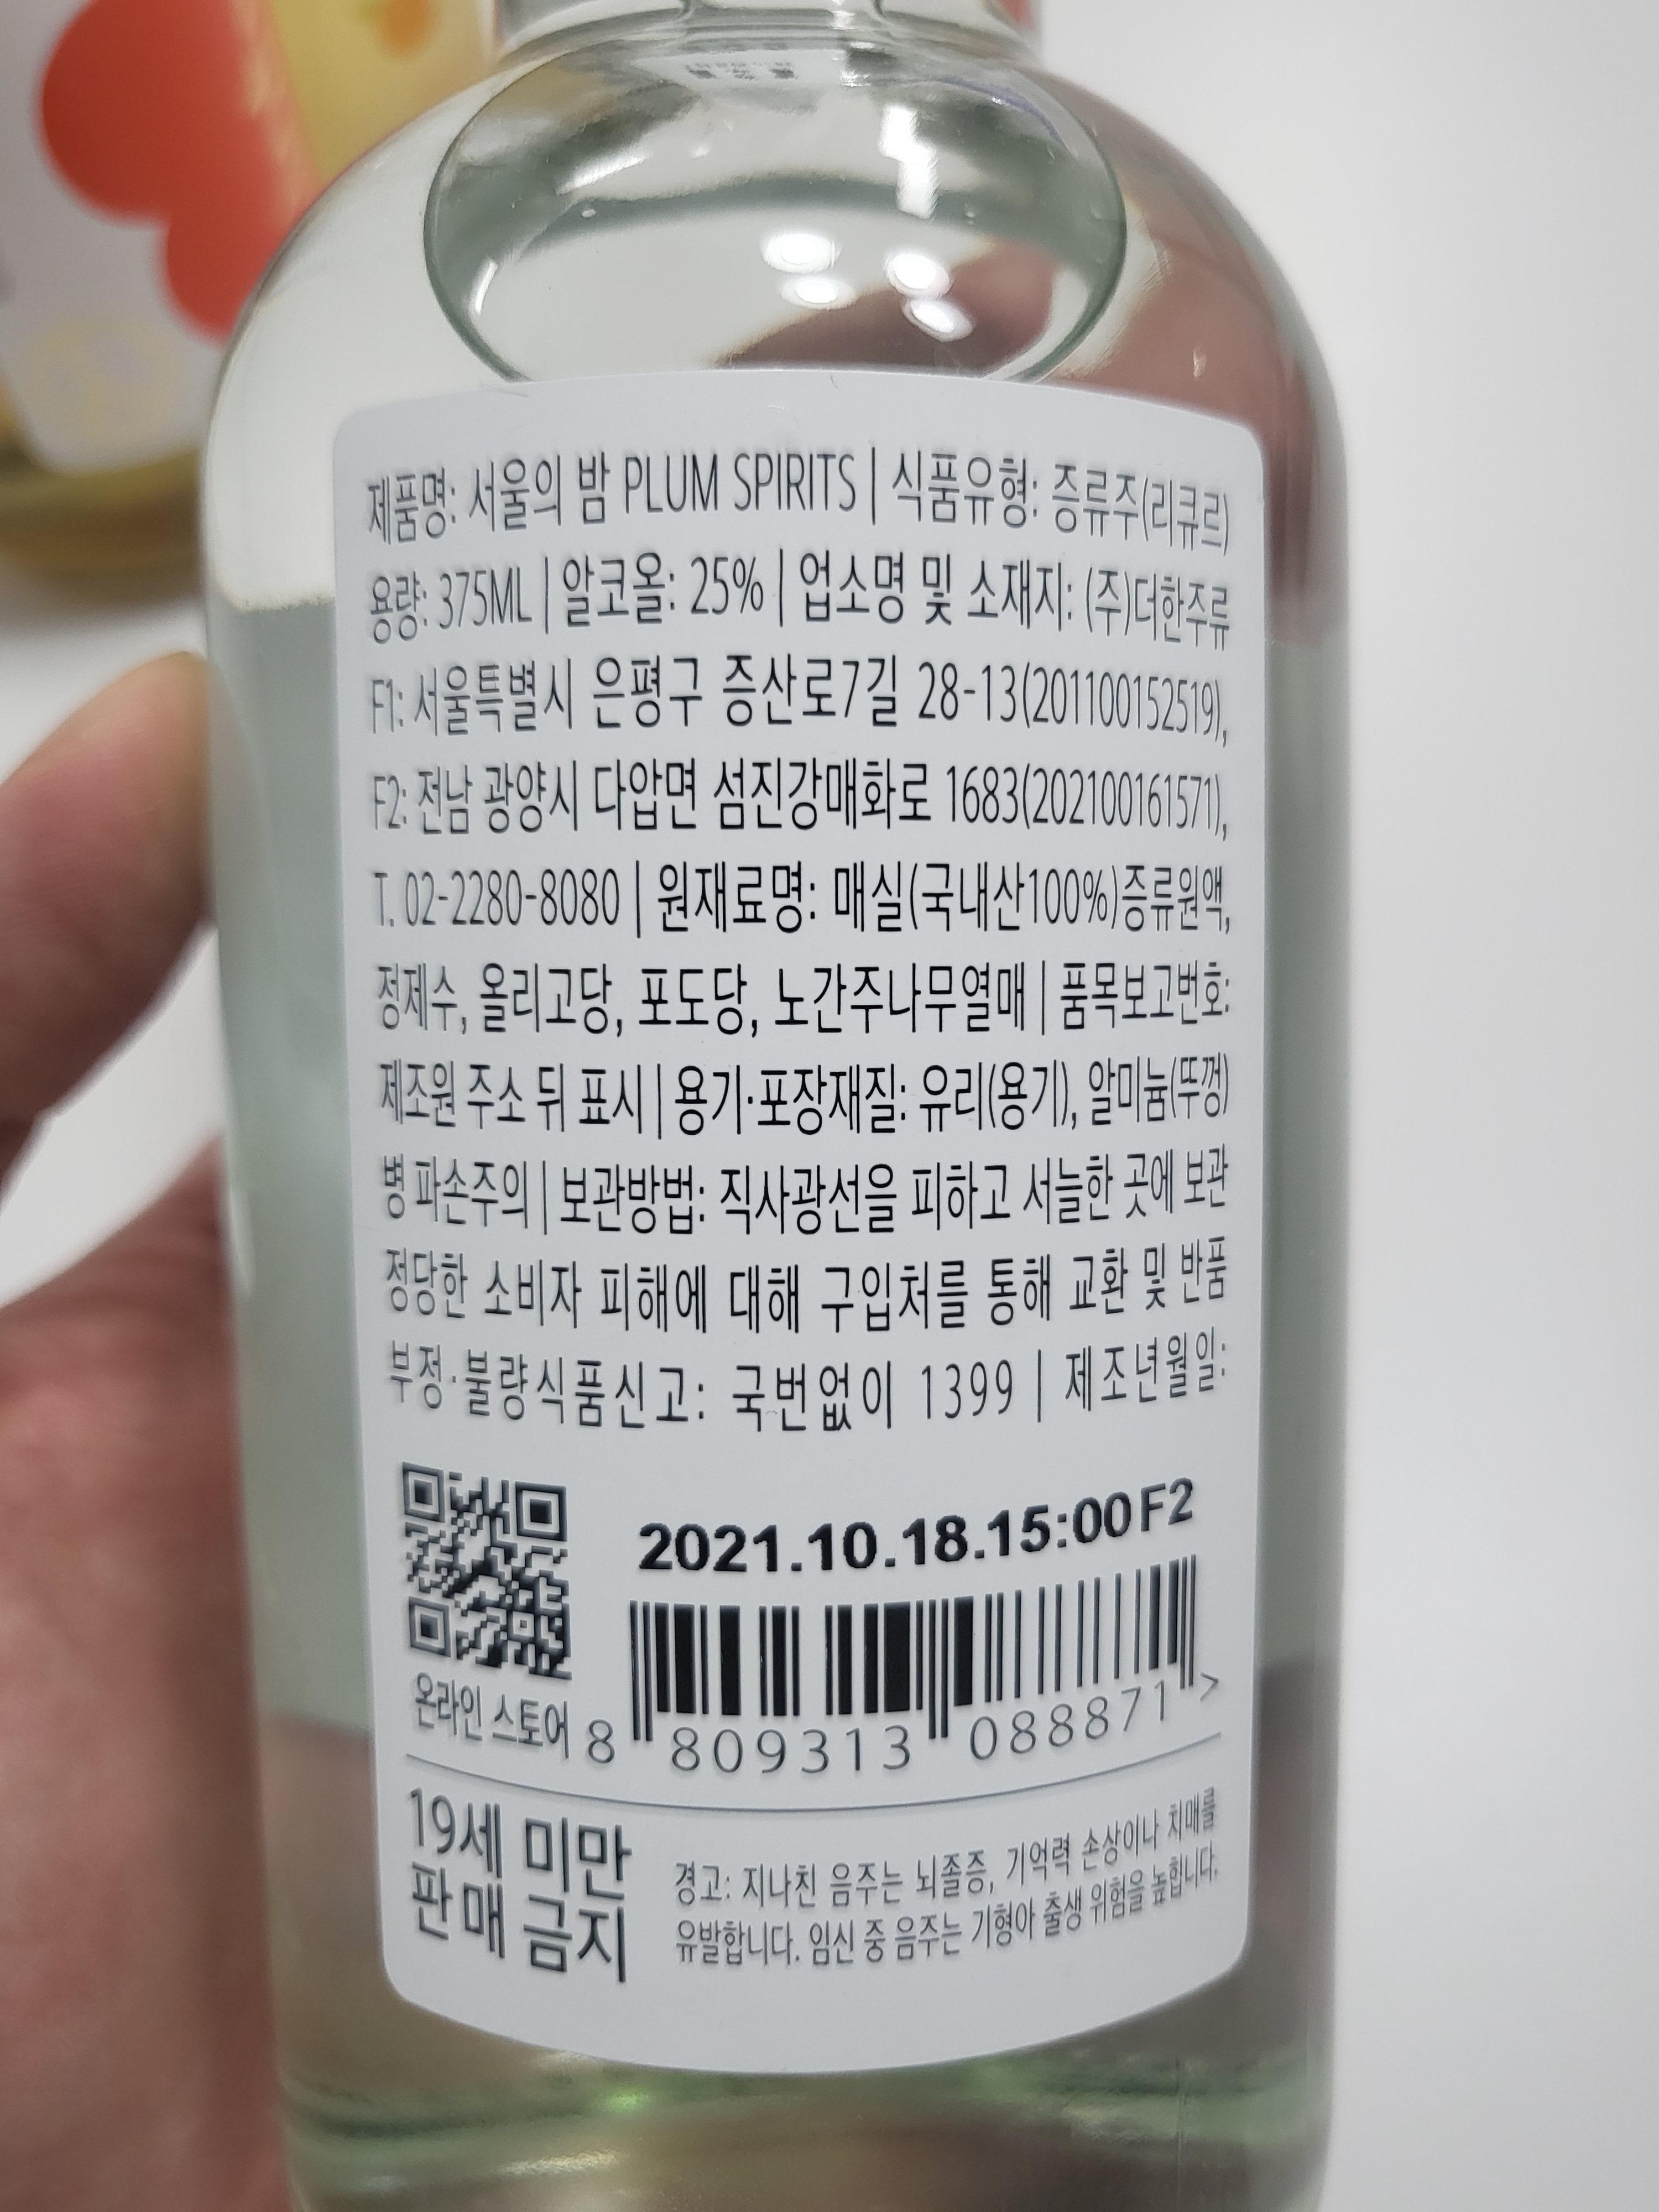 제품명: 서울의 밤 PLUM SPIRITS | 식품유형: 증류주(리큐르)
용량: 375ML | 알코올: 25% | 업소명 및 소재지: (주)더한주류
F1: 서울특별시 은평구 증산로7길 28-13(201100152519),
F2: 전남 광양시 다압면 섬진강매화로 1683(202100161571),
T. 02-2280-8080 | 원재료명: 매실(국내산100%)증류원액,
정제수, 올리고당, 포도당, 노간주나무열매 | 품목보고번호:
제조원 주소 뒤 표시 | 용기·포장재질: 유리(용기), 알미늄(뚜껑)
병 파손주의 | 보관방법: 직사광선을 피하고 서늘한 곳에 보관
정당한 소비자 피해에 대해 구입처를 통해 교환 및 반품
부정·불량식품신고: 국번없이 1399 | 제조년월일:
2021.10.18.15:00 F2
온라인 스토어
8 809313 088871 >
19세 미만
판매 금지
경고: 지나친 음주는 뇌졸증, 기억력 손상이나 치매를
유발합니다. 임신 중 음주는 기형아 출생 위험을 높힙니다.